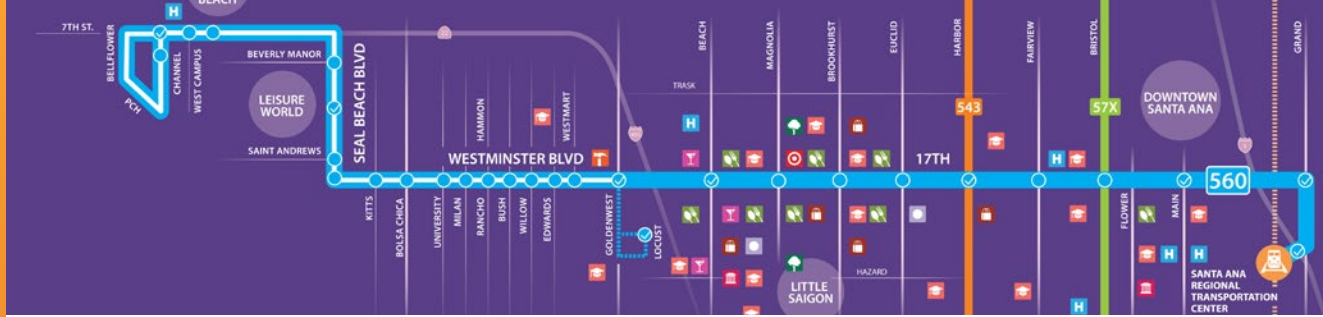 BEACH
7TH ST.
BELLFLOWER
PCH
CHANNEL
WEST CAMPUS
H
BEVERLY MANOR
LEISURE
WORLD
SAINT ANDREWS
SEAL BEACH BLVD
KITTS
BOLSA CHICA
UNIVERSITY
MILAN
HAMMON
RANCHO
BUSH
WILLOW
EDWARDS
WESTMART
WESTMINSTER BLVD
GOLDENWEST
LOCUST
BEACH
MAGNOLIA
BROOKHURST
EUCLID
HARBOR
FAIRVIEW
BRISTOL
GRAND
TRASK
H
543
57X
DOWNTOWN
SANTA ANA
17TH
H
560
FLOWER
MAIN
HAZARD
LITTLE
SAIGON
H
H
H
SANTA ANA
REGIONAL
TRANSPORTATION
CENTER